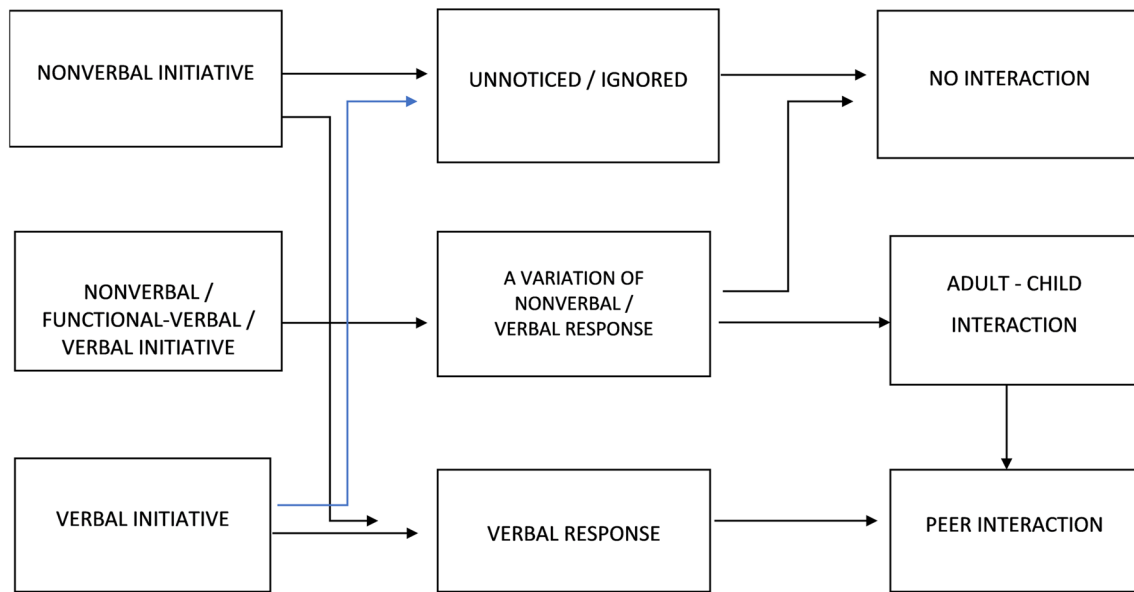 NONVERBAL INITIATIVE
UNNOTICED / IGNORED
NO INTERACTION
NONVERBAL /
FUNCTIONAL-VERBAL /
VERBAL INITIATIVE
A VARIATION OF
NONVERBAL /
VERBAL RESPONSE
ADULT - CHILD
INTERACTION
VERBAL INITIATIVE
VERBAL RESPONSE
PEER INTERACTION